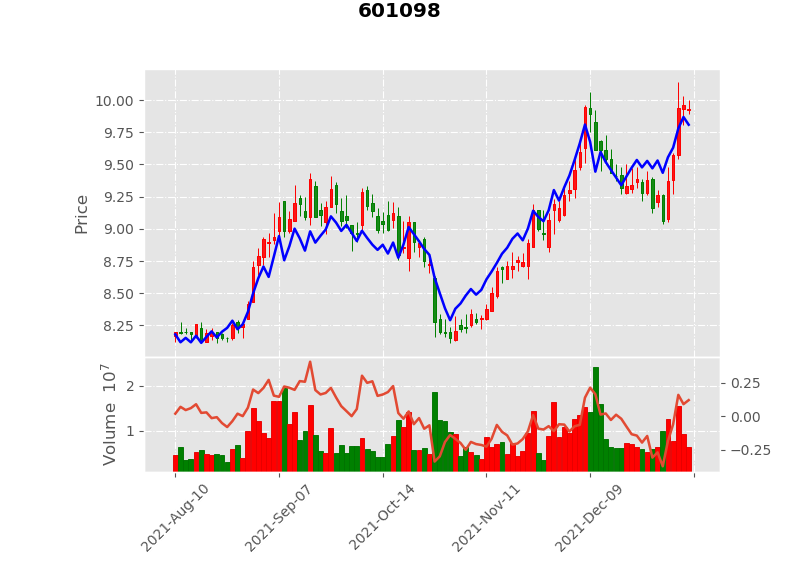 601098
Price
10.00
9.75
9.50
9.25
9.00
8.75
8.50
8.25
Volume 10^7
2
1
0.25
0.00
−0.25
2021-Aug-10
2021-Sep-07
2021-Oct-14
2021-Nov-11
2021-Dec-09